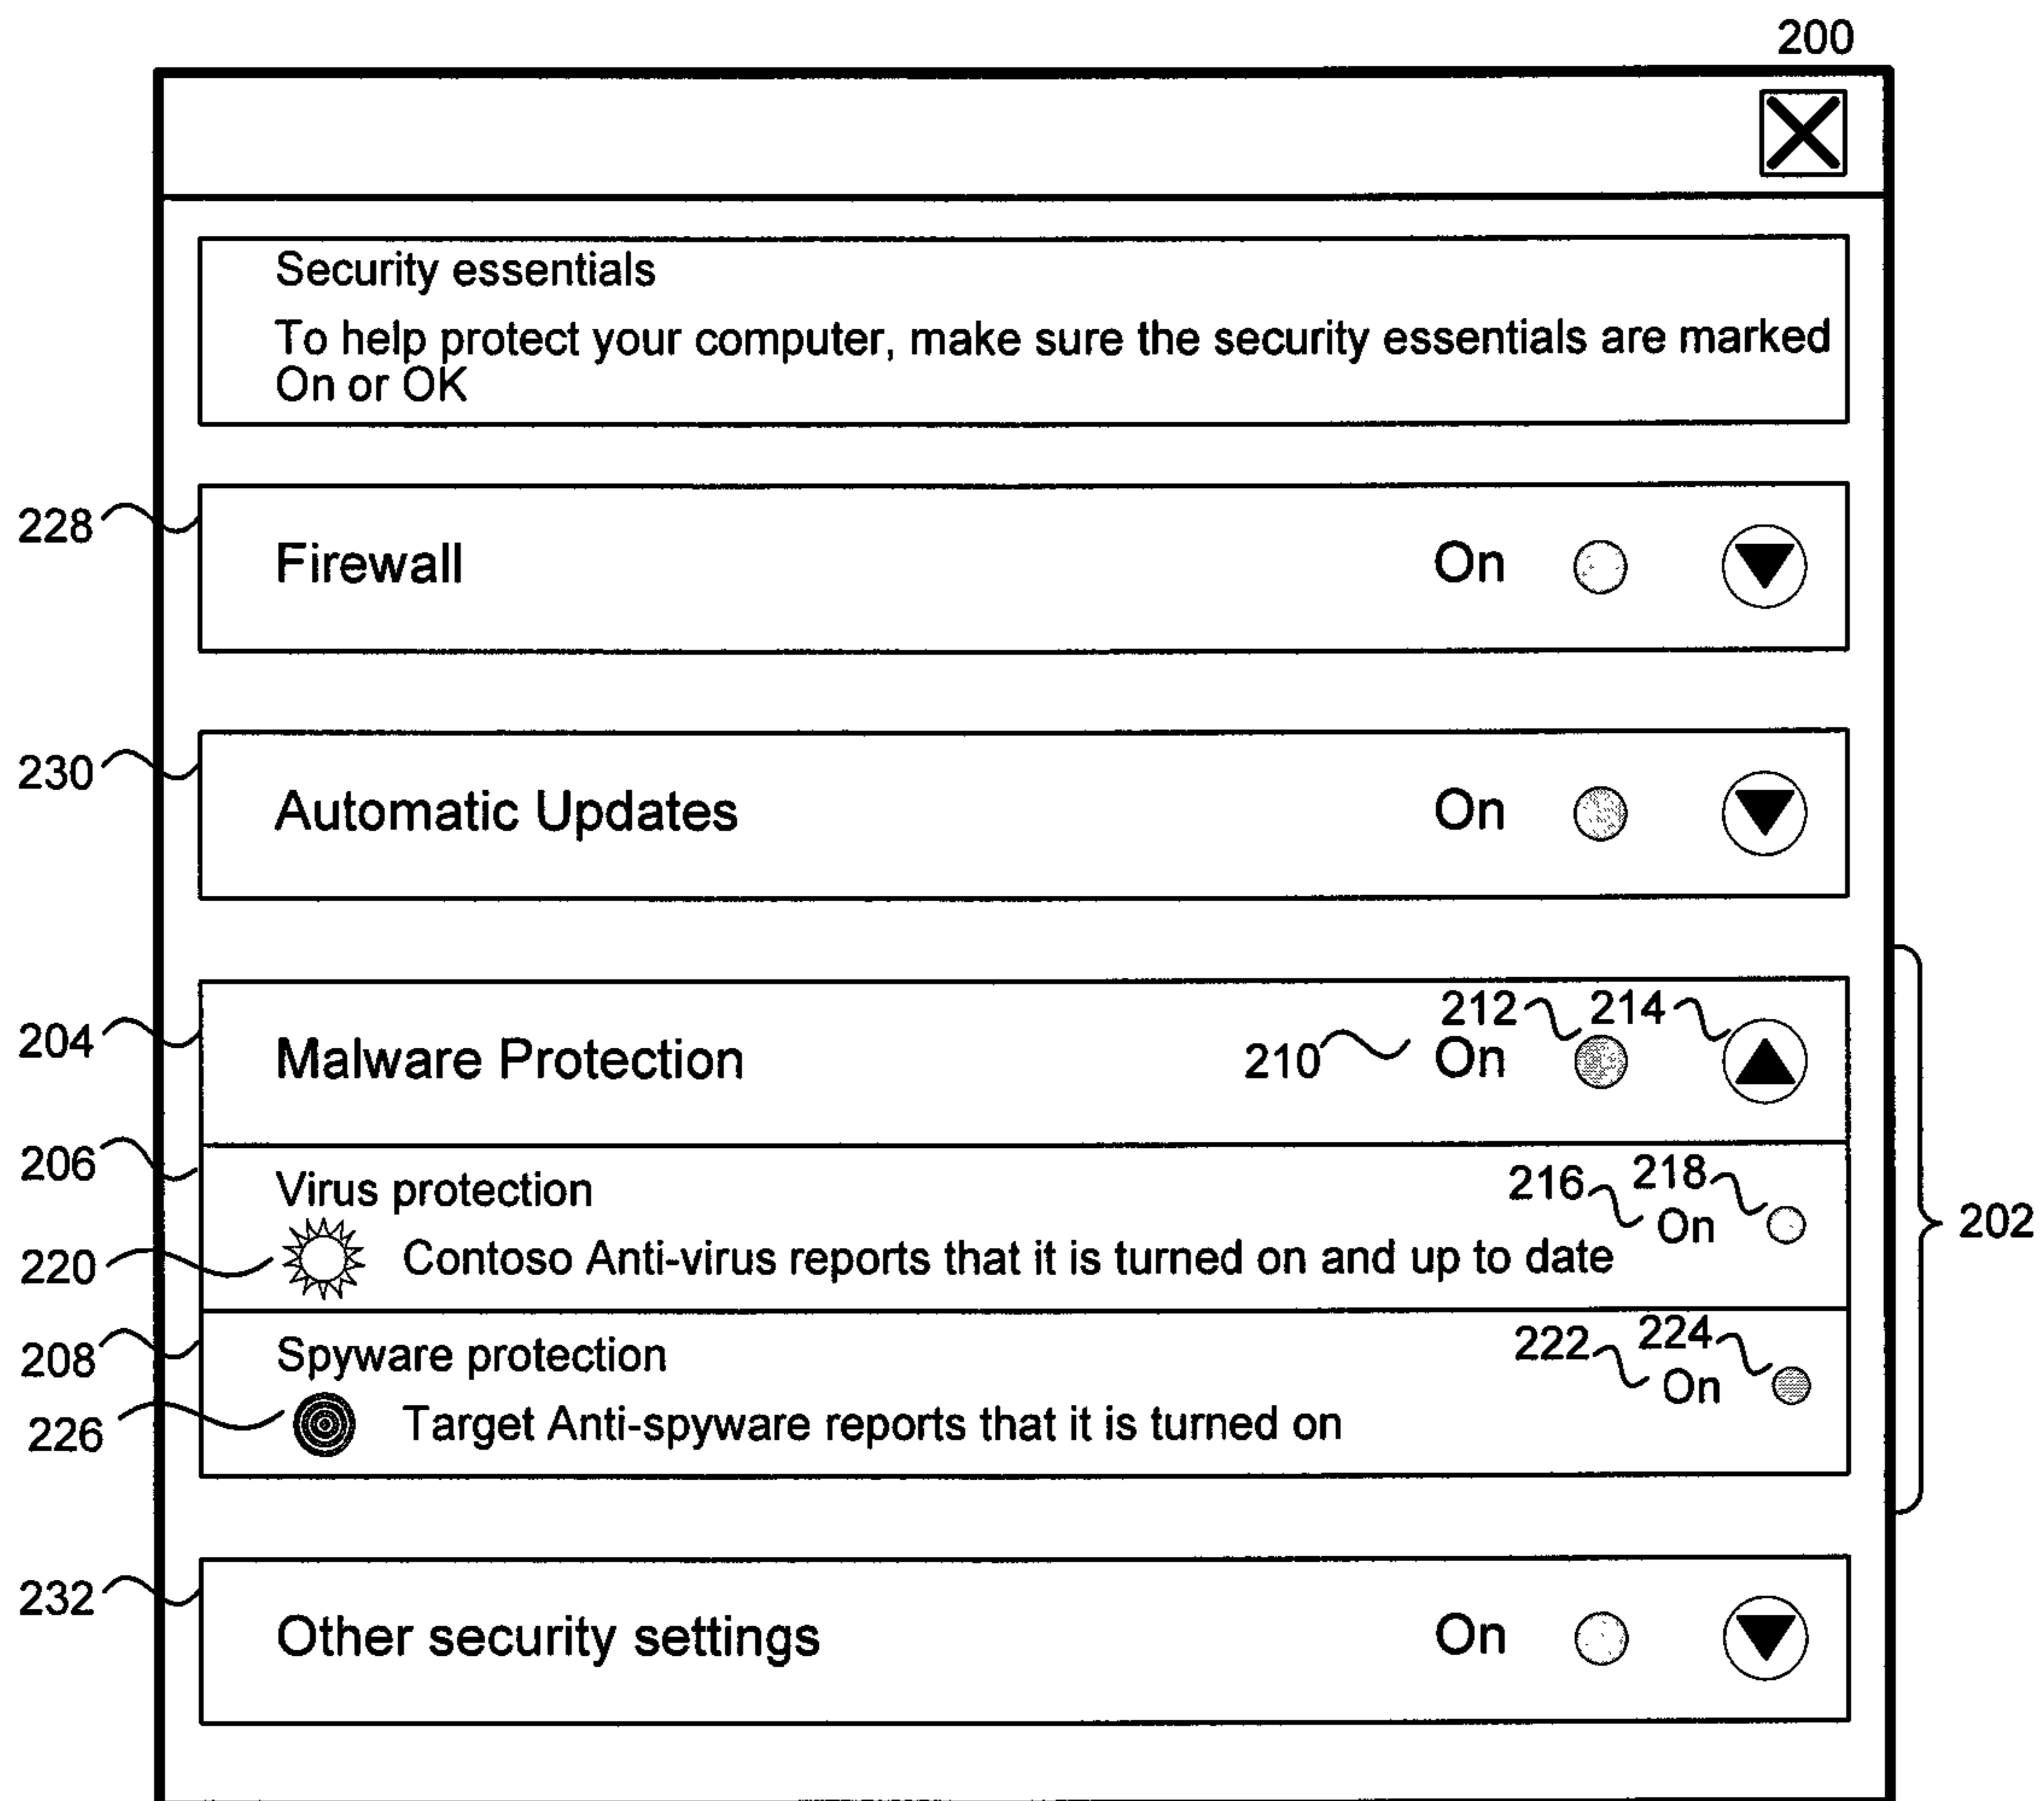 200
Security essentials
To help protect your computer, make sure the security essentials are marked
On or OK
228
Firewall On
230
Automatic Updates On
212 214
204 Malware Protection 210 On
206
Virus protection 216 218
On
202
220 Contoso Anti-virus reports that it is turned on and up to date
208 Spyware protection 222 224
On
226 Target Anti-spyware reports that it is turned on
232
Other security settings On